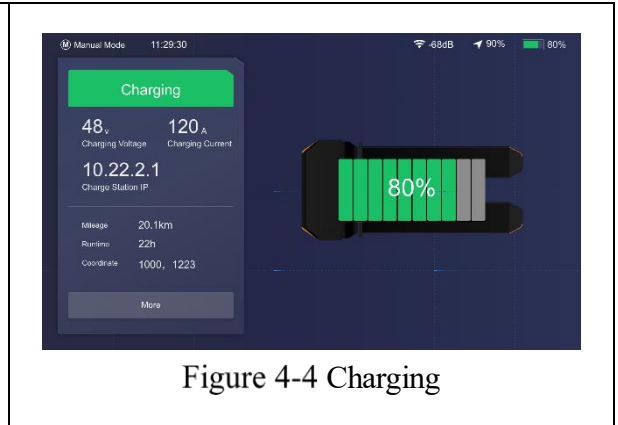 M Manual Mode 11:29:30 -68dB 90% 80%
Charging
48v 120A
Charging Voltage Charging Current
10.22.2.1
Charge Station IP
Mileage 20.1km
Runtime 22h
Coordinate 1000, 1223
More
80%
Figure 4-4 Charging